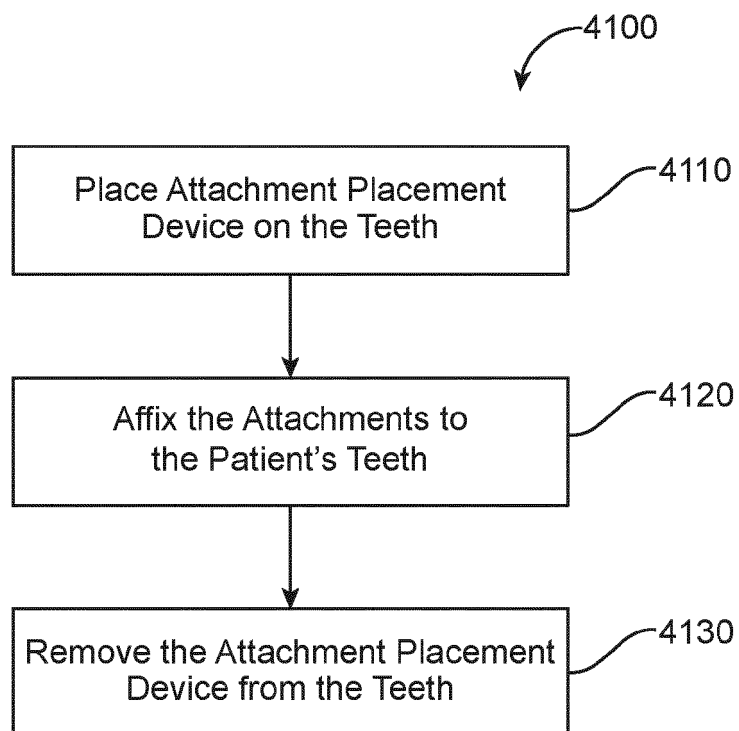 4100
Place Attachment Placement
Device on the Teeth
4110
Affix the Attachments to
the Patient's Teeth
4120
Remove the Attachment Placement
Device from the Teeth
4130